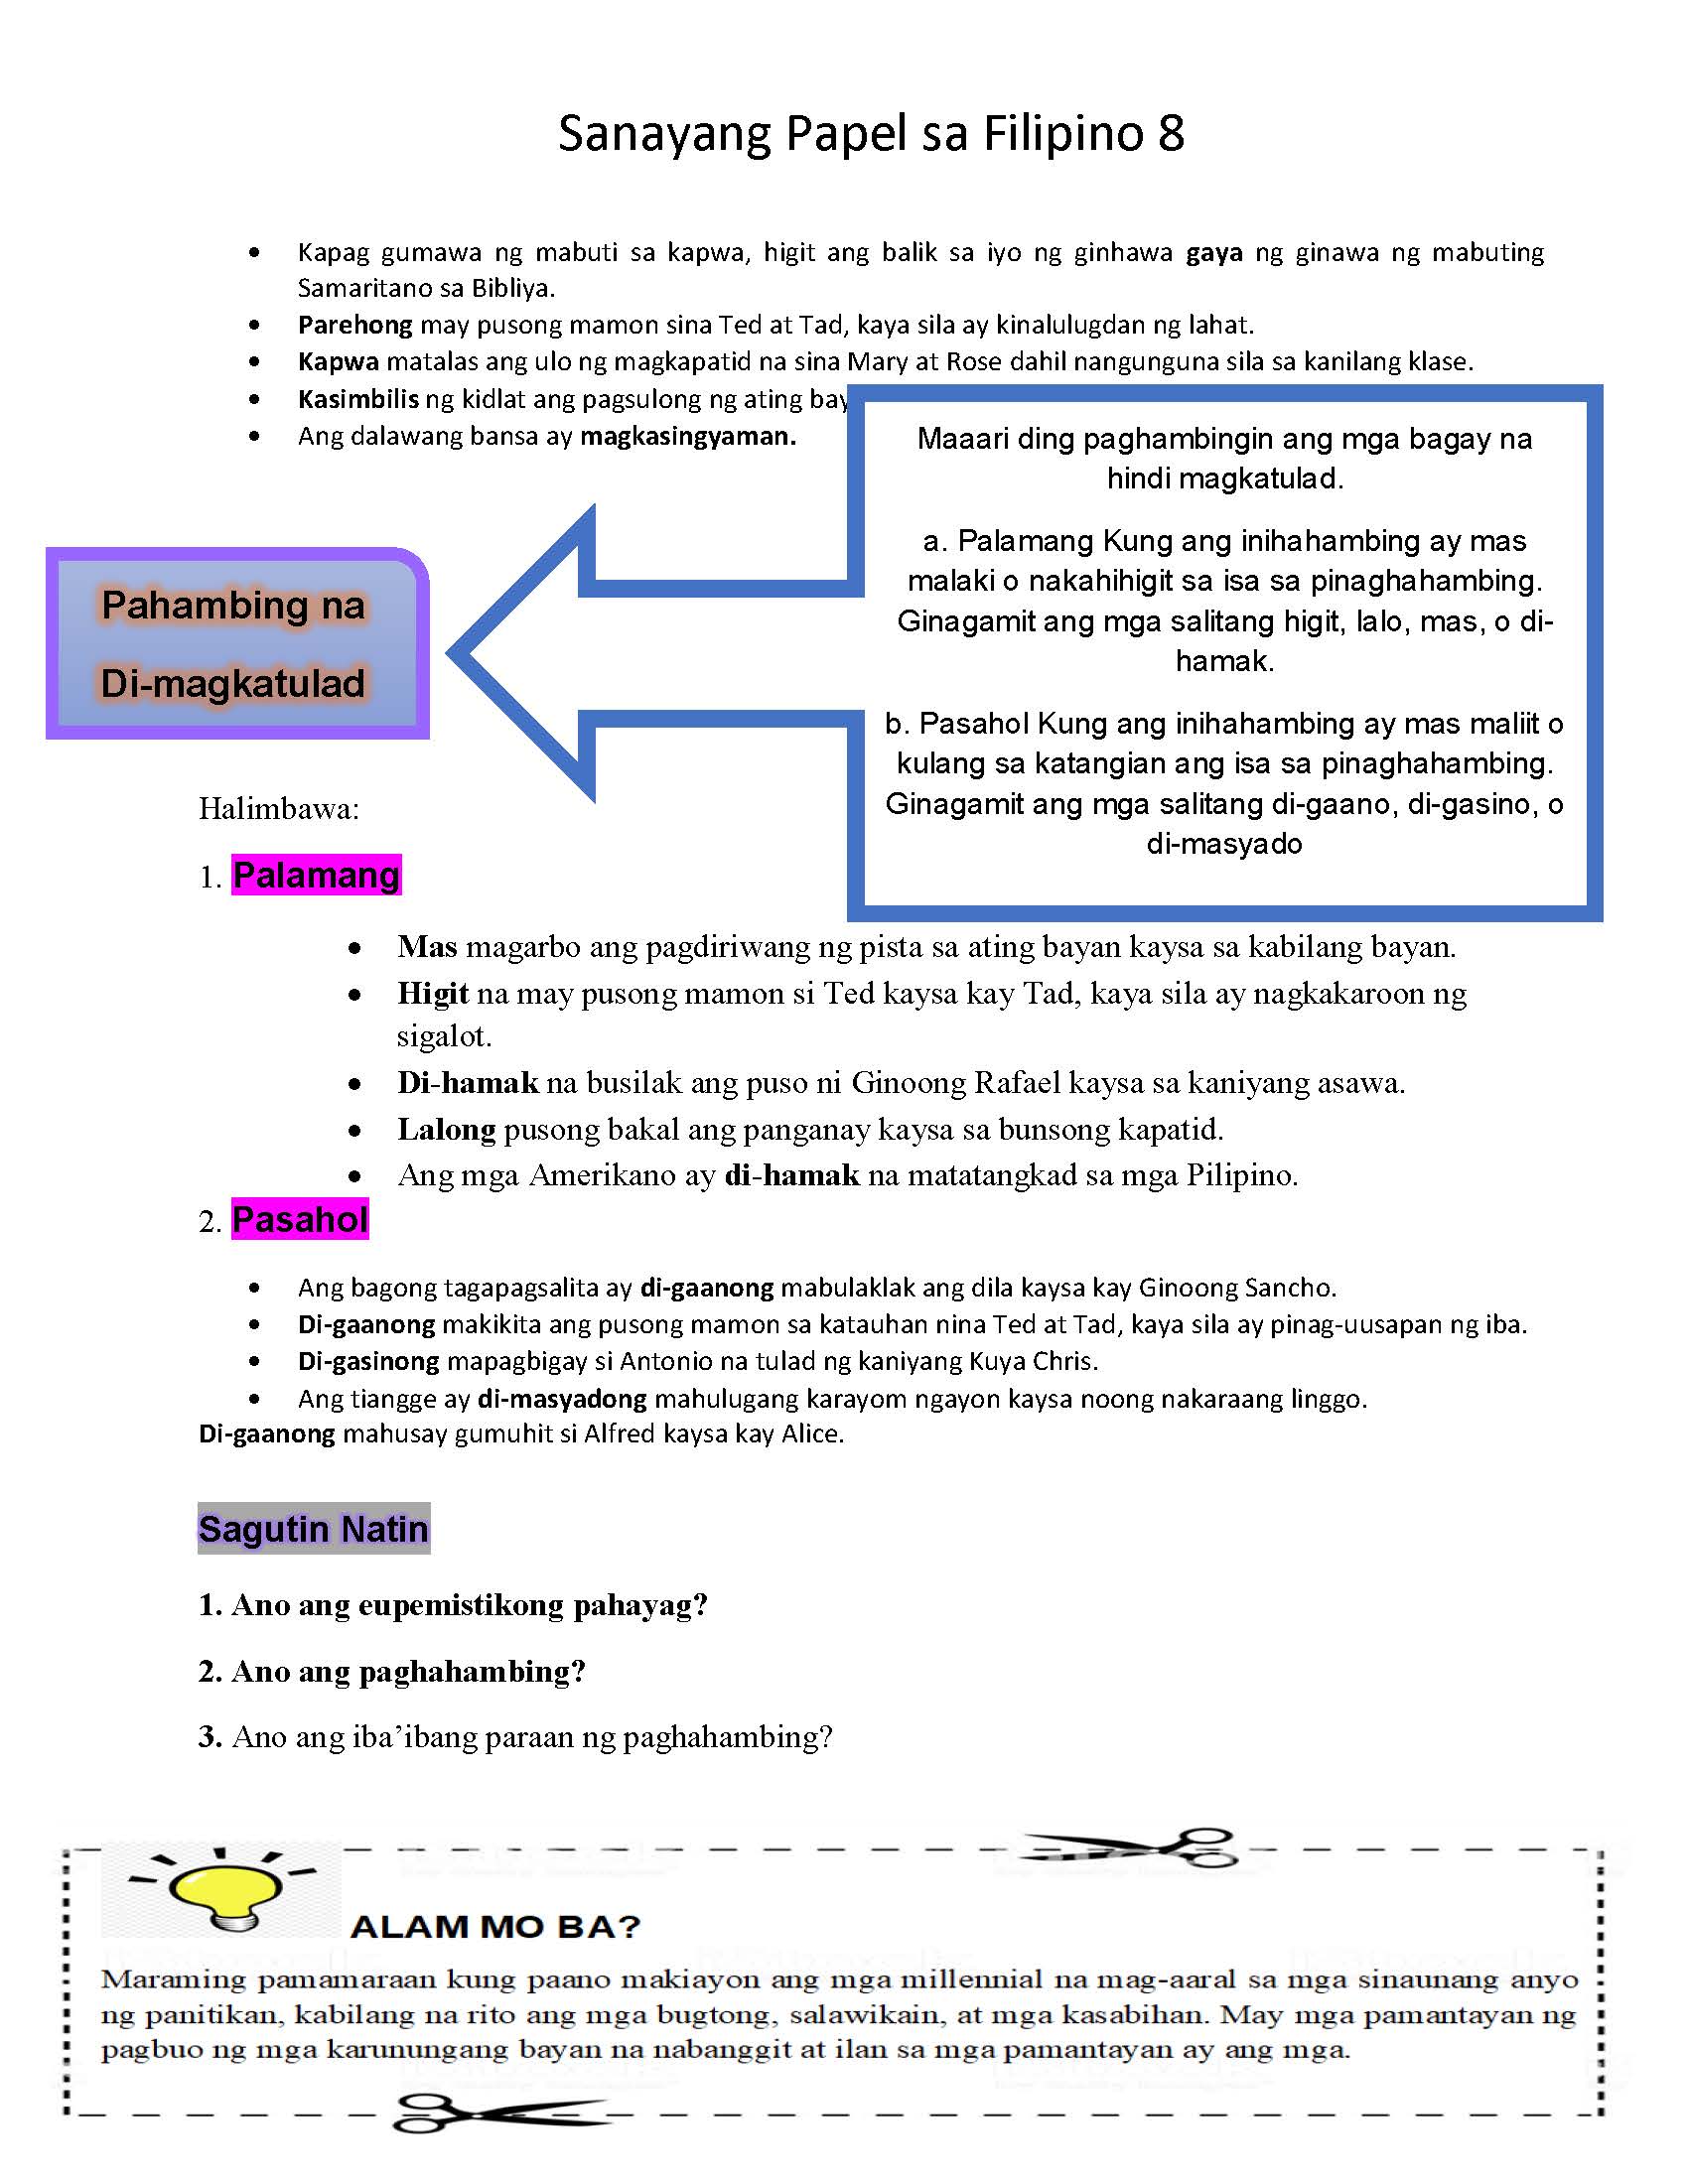 Sanayang Papel sa Filipino 8
• Kapag gumawa ng mabuti sa kapwa, higit ang balik sa iyo ng ginhawa gaya ng ginawa ng mabuting
Samaritano sa Bibliya.
• Parehong may pusong mamon sina Ted at Tad, kaya sila ay kinalulugdan ng lahat.
• Kapwa matalas ang ulo ng magkapatid na sina Mary at Rose dahil nangunguna sila sa kanilang klase.
• Kasimbilis ng kidlat ang pagsulong ng ating bay
• Ang dalawang bansa ay magkasingyaman.
Maaari ding paghambingin ang mga bagay na
hindi magkatulad.
a. Palamang Kung ang inihahambing ay mas
malaki o nakahihigit sa isa sa pinaghahambing.
Ginagamit ang mga salitang higit, lalo, mas, o di-
hamak.
b. Pasahol Kung ang inihahambing ay mas maliit o
kulang sa katangian ang isa sa pinaghahambing.
Ginagamit ang mga salitang di-gaano, di-gasino, o
di-masyado
Pahambing na
Di-magkatulad
Halimbawa:
1. Palamang
• Mas magarbo ang pagdiriwang ng pista sa ating bayan kaysa sa kabilang bayan.
• Higit na may pusong mamon si Ted kaysa kay Tad, kaya sila ay nagkakaroon ng
sigalot.
• Di-hamak na busilak ang puso ni Ginoong Rafael kaysa sa kaniyang asawa.
• Lalong pusong bakal ang panganay kaysa sa bunsong kapatid.
• Ang mga Amerikano ay di-hamak na matatangkad sa mga Pilipino.
2. Pasahol
• Ang bagong tagapagsalita ay di-gaanong mabulaklak ang dila kaysa kay Ginoong Sancho.
• Di-gaanong makikita ang pusong mamon sa katauhan nina Ted at Tad, kaya sila ay pinag-uusapan ng iba.
• Di-gasinong mapagbigay si Antonio na tulad ng kaniyang Kuya Chris.
• Ang tiangge ay di-masyadong mahulugang karayom ngayon kaysa noong nakaraang linggo.
Di-gaanong mahusay gumuhit si Alfred kaysa kay Alice.
Sagutin Natin
1. Ano ang eupemistikong pahayag?
2. Ano ang paghahambing?
3. Ano ang iba’ibang paraan ng paghahambing?
ALAM MO BA?
Maraming pamamaraan kung paano makiayon ang mga millennial na mag-aaral sa mga sinaunang anyo
ng panitikan, kabilang na rito ang mga bugtong, salawikain, at mga kasabihan. May mga pamantayan ng
pagbuo ng mga karunungang bayan na nabanggit at ilan sa mga pamantayan ay ang mga.